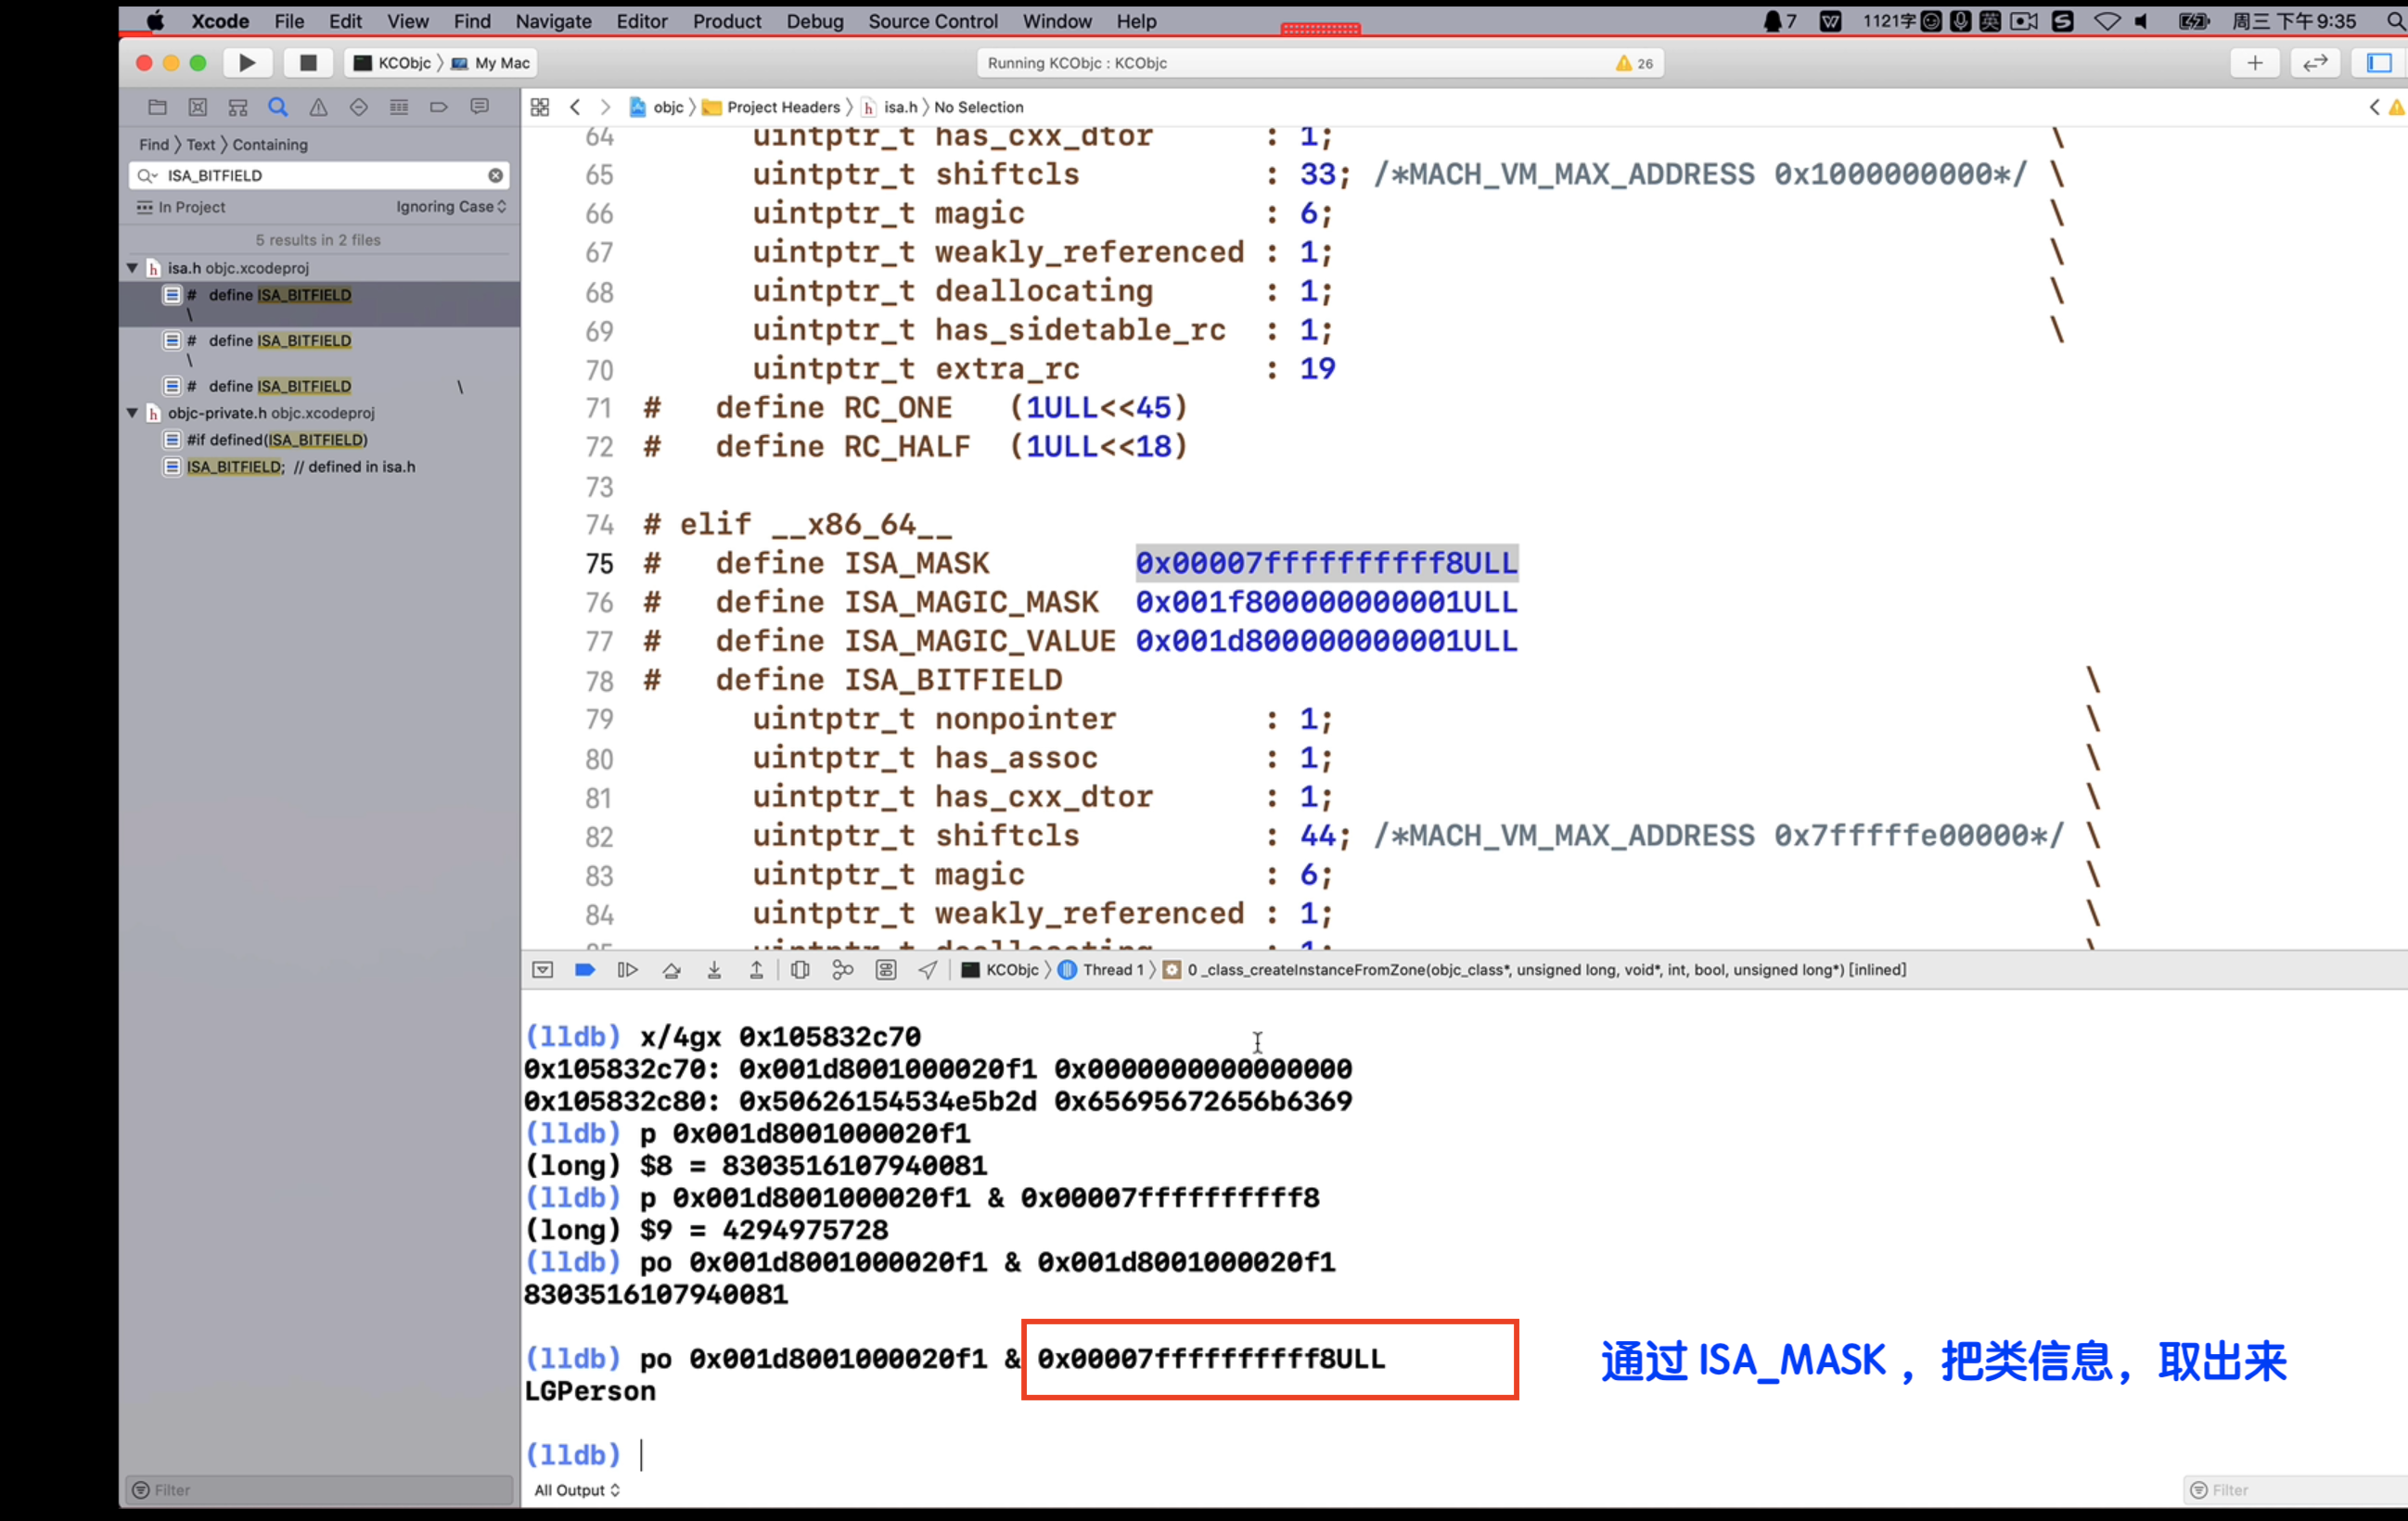 Xcode File Edit View Find Navigate Editor Product Debug Source Control Window Help 7 1121字 英 周三 下午9:35
KCObjc My Mac Running KCObjc : KCObjc 26
objc Project Headers isa.h No Selection
Find Text Containing
ISA_BITFIELD
In Project Ignoring Case
5 results in 2 files
isa.h objc.xcodeproj
# define ISA_BITFIELD
\
# define ISA_BITFIELD
\
# define ISA_BITFIELD \
objc-private.h objc.xcodeproj
#if defined(ISA_BITFIELD)
ISA_BITFIELD; // defined in isa.h
Filter
64 uintptr_t has_cxx_dtor : 1; \
65 uintptr_t shiftcls : 33; /*MACH_VM_MAX_ADDRESS 0x1000000000*/ \
66 uintptr_t magic : 6; \
67 uintptr_t weakly_referenced : 1; \
68 uintptr_t deallocating : 1; \
69 uintptr_t has_sidetable_rc : 1; \
70 uintptr_t extra_rc : 19
71 # define RC_ONE (1ULL<<45)
72 # define RC_HALF (1ULL<<18)
73
74 # elif __x86_64__
75 # define ISA_MASK 0x00007ffffffffff8ULL
76 # define ISA_MAGIC_MASK 0x001f800000000001ULL
77 # define ISA_MAGIC_VALUE 0x001d800000000001ULL
78 # define ISA_BITFIELD \
79 uintptr_t nonpointer : 1; \
80 uintptr_t has_assoc : 1; \
81 uintptr_t has_cxx_dtor : 1; \
82 uintptr_t shiftcls : 44; /*MACH_VM_MAX_ADDRESS 0x7fffffe00000*/ \
83 uintptr_t magic : 6; \
84 uintptr_t weakly_referenced : 1; \
85 uintptr_t deallocating : 1; \
KCObjc Thread 1 0 _class_createInstanceFromZone(objc_class*, unsigned long, void*, int, bool, unsigned long*) [inlined]
(lldb) x/4gx 0x105832c70
0x105832c70: 0x001d8001000020f1 0x0000000000000000
0x105832c80: 0x50626154534e5b2d 0x65695672656b6369
(lldb) p 0x001d8001000020f1
(long) $8 = 8303516107940081
(lldb) p 0x001d8001000020f1 & 0x00007ffffffffff8
(long) $9 = 4294975728
(lldb) po 0x001d8001000020f1 & 0x001d8001000020f1
8303516107940081
(lldb) po 0x001d8001000020f1 & 0x00007ffffffffff8ULL
LGPerson
通过 ISA_MASK ，把类信息，取出来
(lldb)
All Output
Filter